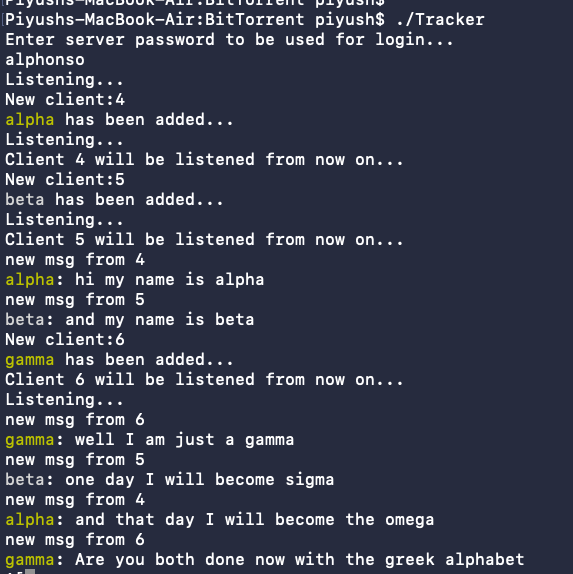 Piyushs-MacBook-Air:BitTorrent piyush$
Piyushs-MacBook-Air:BitTorrent piyush$ ./Tracker
Enter server password to be used for login...
alphonso
Listening...
New client:4
alpha has been added...
Listening...
Client 4 will be listened from now on...
New client:5
beta has been added...
Listening...
Client 5 will be listened from now on...
new msg from 4
alpha: hi my name is alpha
new msg from 5
beta: and my name is beta
New client:6
gamma has been added...
Client 6 will be listened from now on...
Listening...
new msg from 6
gamma: well I am just a gamma
new msg from 5
beta: one day I will become sigma
new msg from 4
alpha: and that day I will become the omega
new msg from 6
gamma: Are you both done now with the greek alphabet